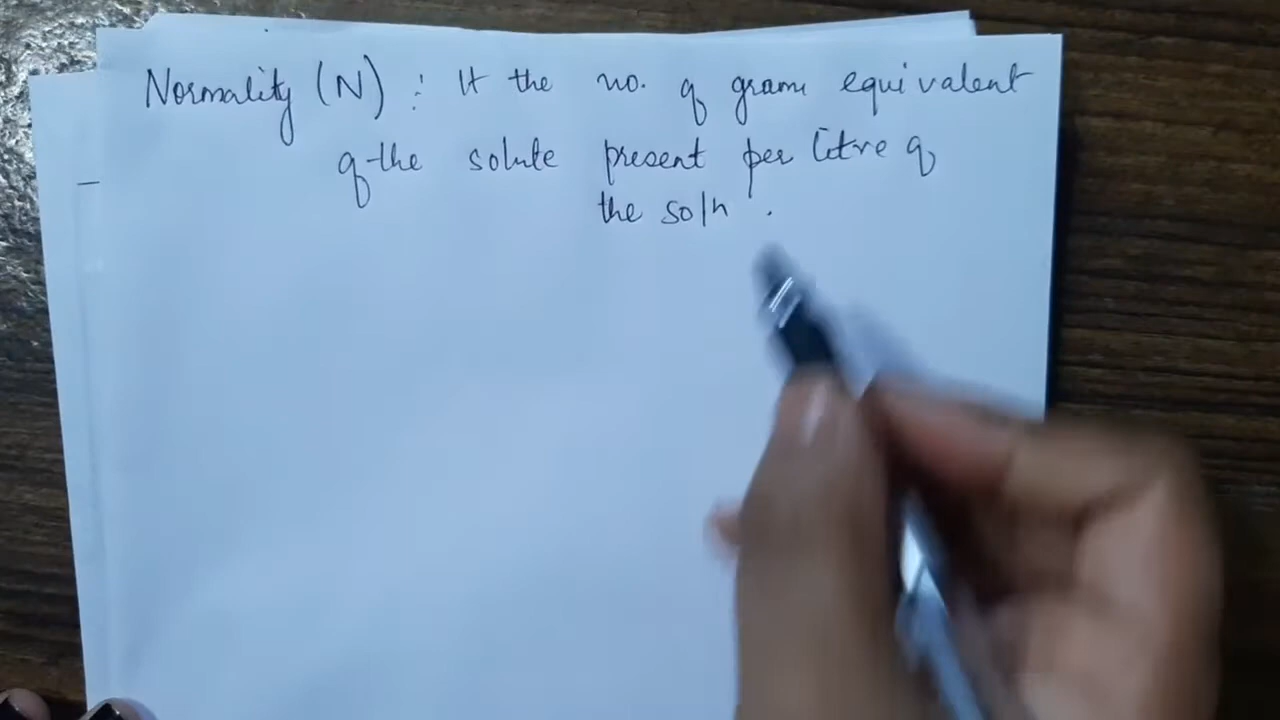 Normality (N) : It the no. of gram equivalent
of the solute present per litre of
the soln .